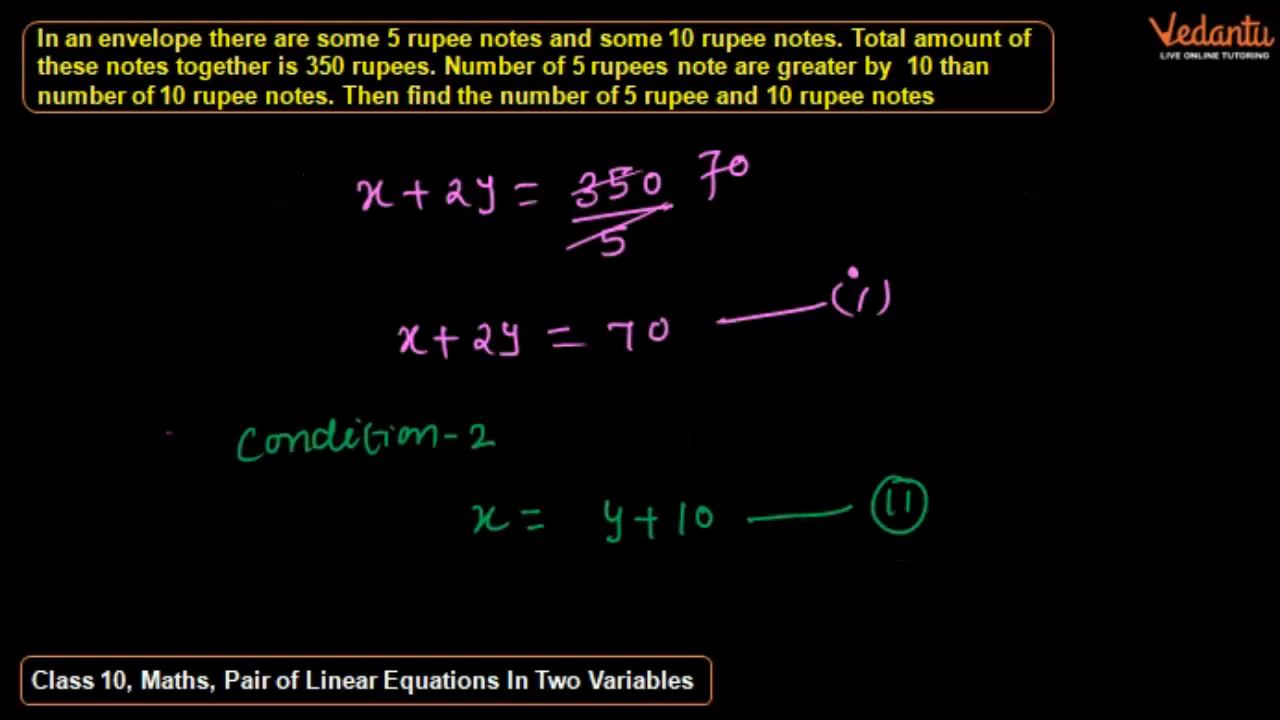 In an envelope there are some 5 rupee notes and some 10 rupee notes. Total amount of
these notes together is 350 rupees. Number of 5 rupees note are greater by 10 than
number of 10 rupee notes. Then find the number of 5 rupee and 10 rupee notes
Vedantu
LIVE ONLINE TUTORING
x + 2y = 350/5 70
x + 2y = 70 —— (i)
Condition - 2
x = y + 10 —— (11)
Class 10, Maths, Pair of Linear Equations In Two Variables